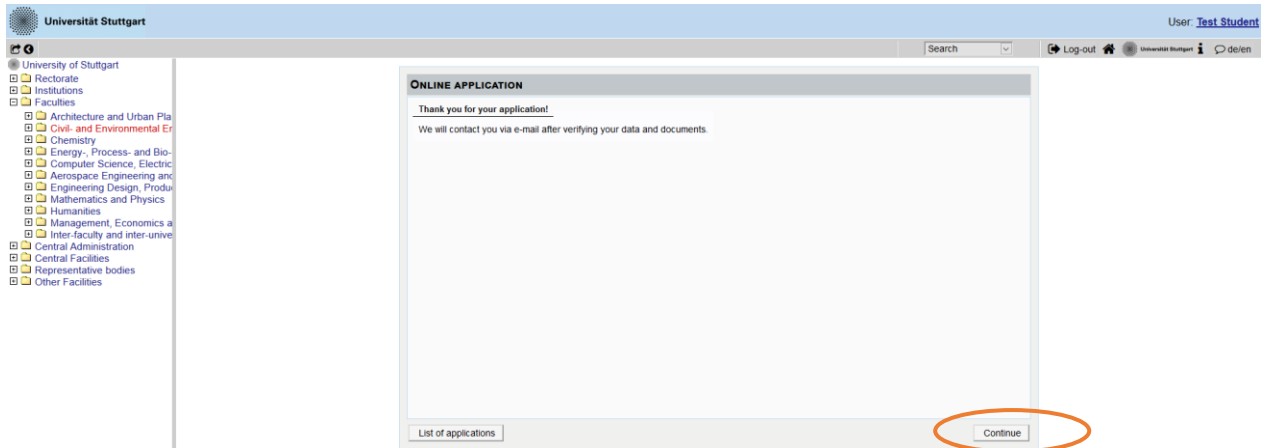 Universität Stuttgart
User: Test Student
Search
Log-out
Universität Stuttgart
de/en
University of Stuttgart
Rectorate
Institutions
Faculties
Architecture and Urban Pla
Civil- and Environmental Er
Chemistry
Energy-, Process- and Bio-
Computer Science, Electric
Aerospace Engineering and
Engineering Design, Produ
Mathematics and Physics
Humanities
Management, Economics a
Inter-faculty and inter-unive
Central Administration
Central Facilities
Representative bodies
Other Facilities
ONLINE APPLICATION
Thank you for your application!
We will contact you via e-mail after verifying your data and documents.
List of applications
Continue